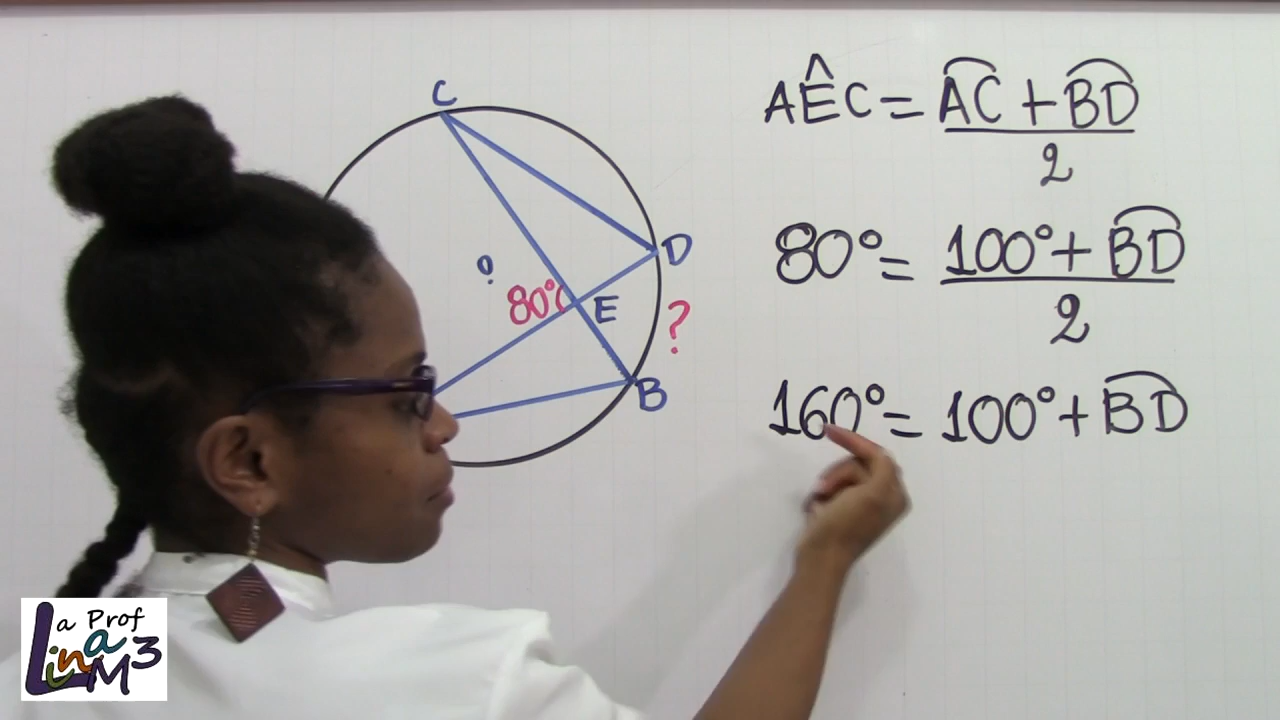 C
D
E
B
80°
?
AÊC = AC + BD
2
80° = 100° + BD
2
160° = 100° + BD
La Prof
Lina M3